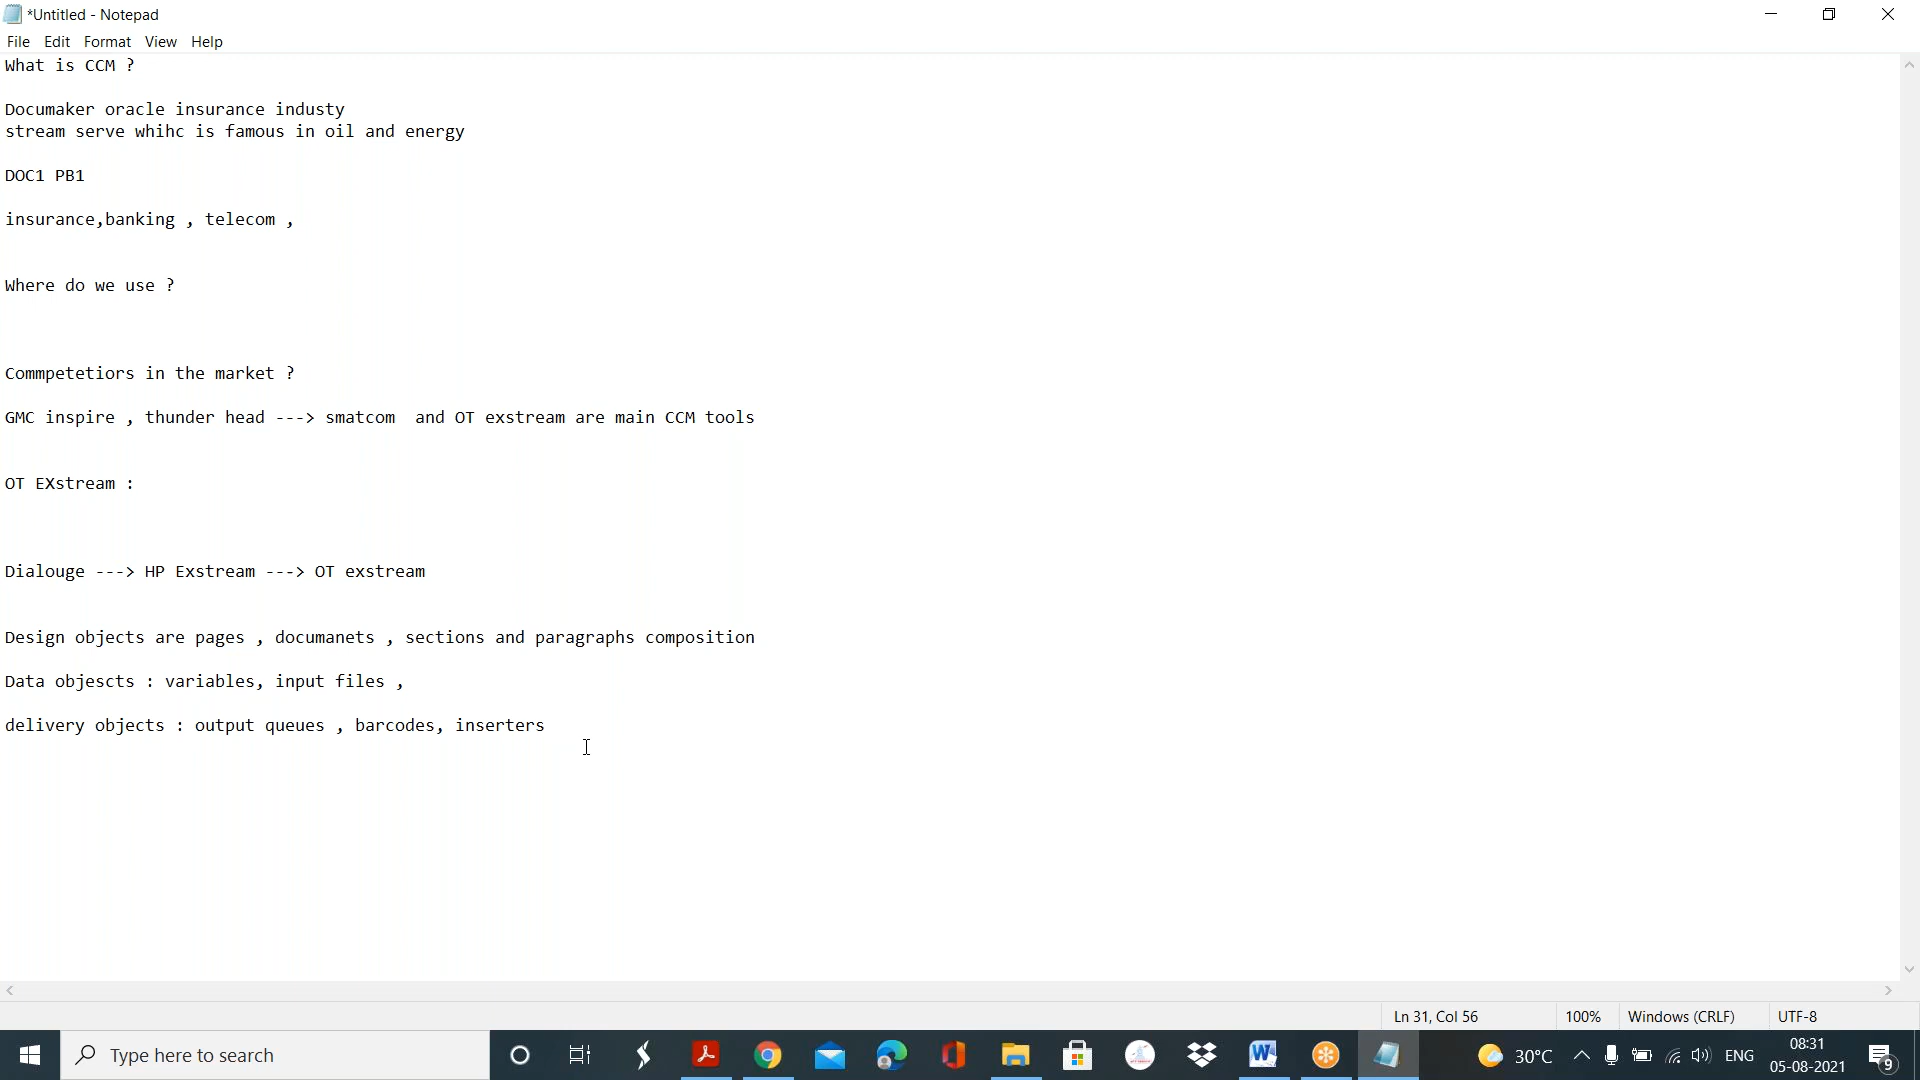 *Untitled - Notepad
File Edit Format View Help
What is CCM ?
Documaker oracle insurance industy
stream serve whihc is famous in oil and energy
DOC1 PB1
insurance,banking , telecom ,
Where do we use ?
Commpetetiors in the market ?
GMC inspire , thunder head ---> smatcom  and OT exstream are main CCM tools
OT EXstream :
Dialouge ---> HP Exstream ---> OT exstream
Design objects are pages , documanets , sections and paragraphs composition
Data objescts : variables, input files ,
delivery objects : output queues , barcodes, inserters
Ln 31, Col 56 100% Windows (CRLF) UTF-8
Type here to search
30°C ENG 08:31
05-08-2021
9